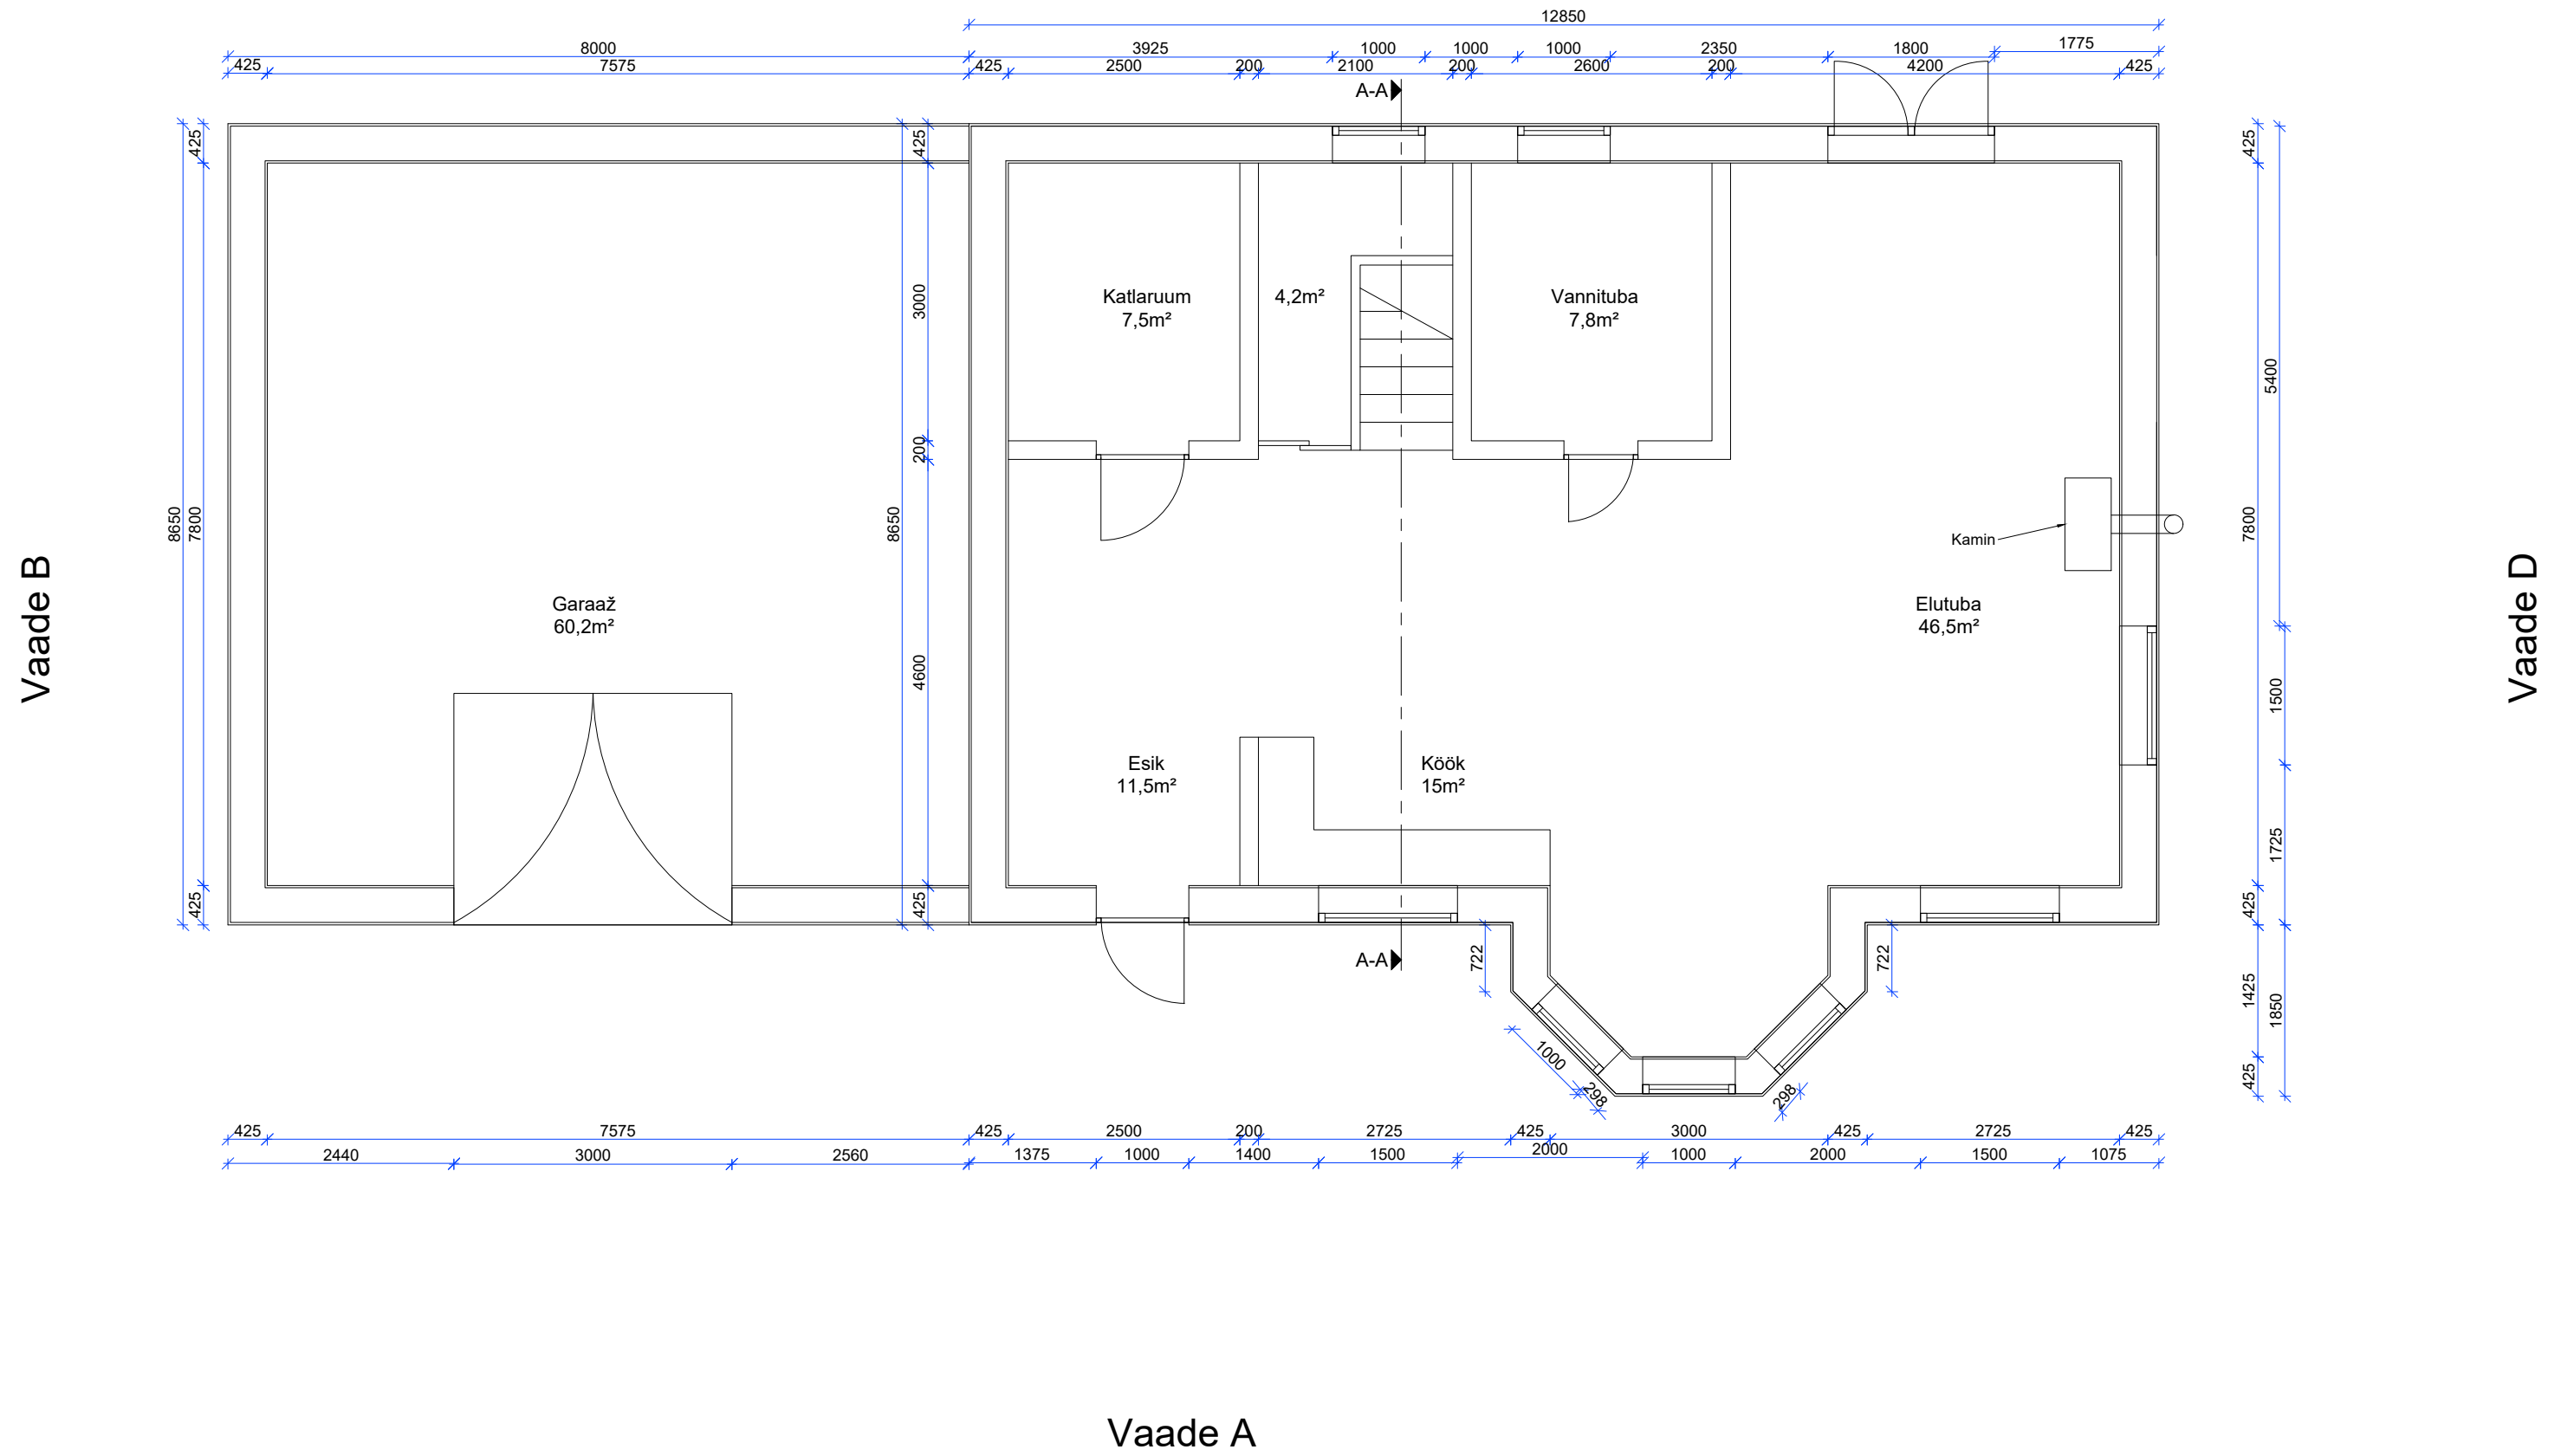 12850
8000 3925 1000 1000 1000 2350 1800 1775
425 7575 425 2500 200 2100 200 2600 200 4200 425
A-A
425 425 425
3000
200
4600
425
8650
8650
7800
425
Katlaruum
7,5m²
4,2m²
Vannituba
7,8m²
Kamin
Garaaž
60,2m²
Elutuba
46,5m²
Esik
11,5m²
Köök
15m²
5400
7800
1500
1725
425
1425
1850
425
Vaade B
Vaade D
A-A
722
722
1000
298
298
425 7575 425 2500 200 2725 425 3000 425 2725 425
2440 3000 2560 1375 1000 1400 1500 2000 1000 2000 1500 1075
Vaade A